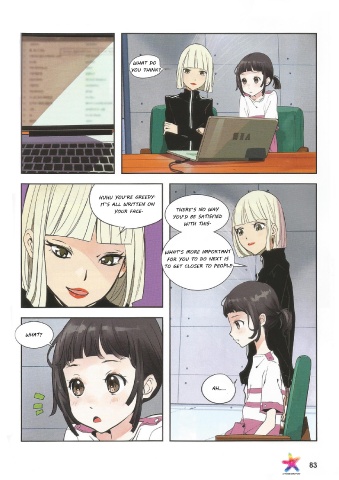 WHAT DO
YOU THINK?
HUHU YOU'RE GREEDY.
IT'S ALL WRITTEN ON
YOUR FACE.
THERE'S NO WAY
YOU'D BE SATISFIED
WITH THIS.
WHAT'S MORE IMPORTANT
FOR YOU TO DO NEXT IS
TO GET CLOSER TO PEOPLE.
WHAT?
AH...
83